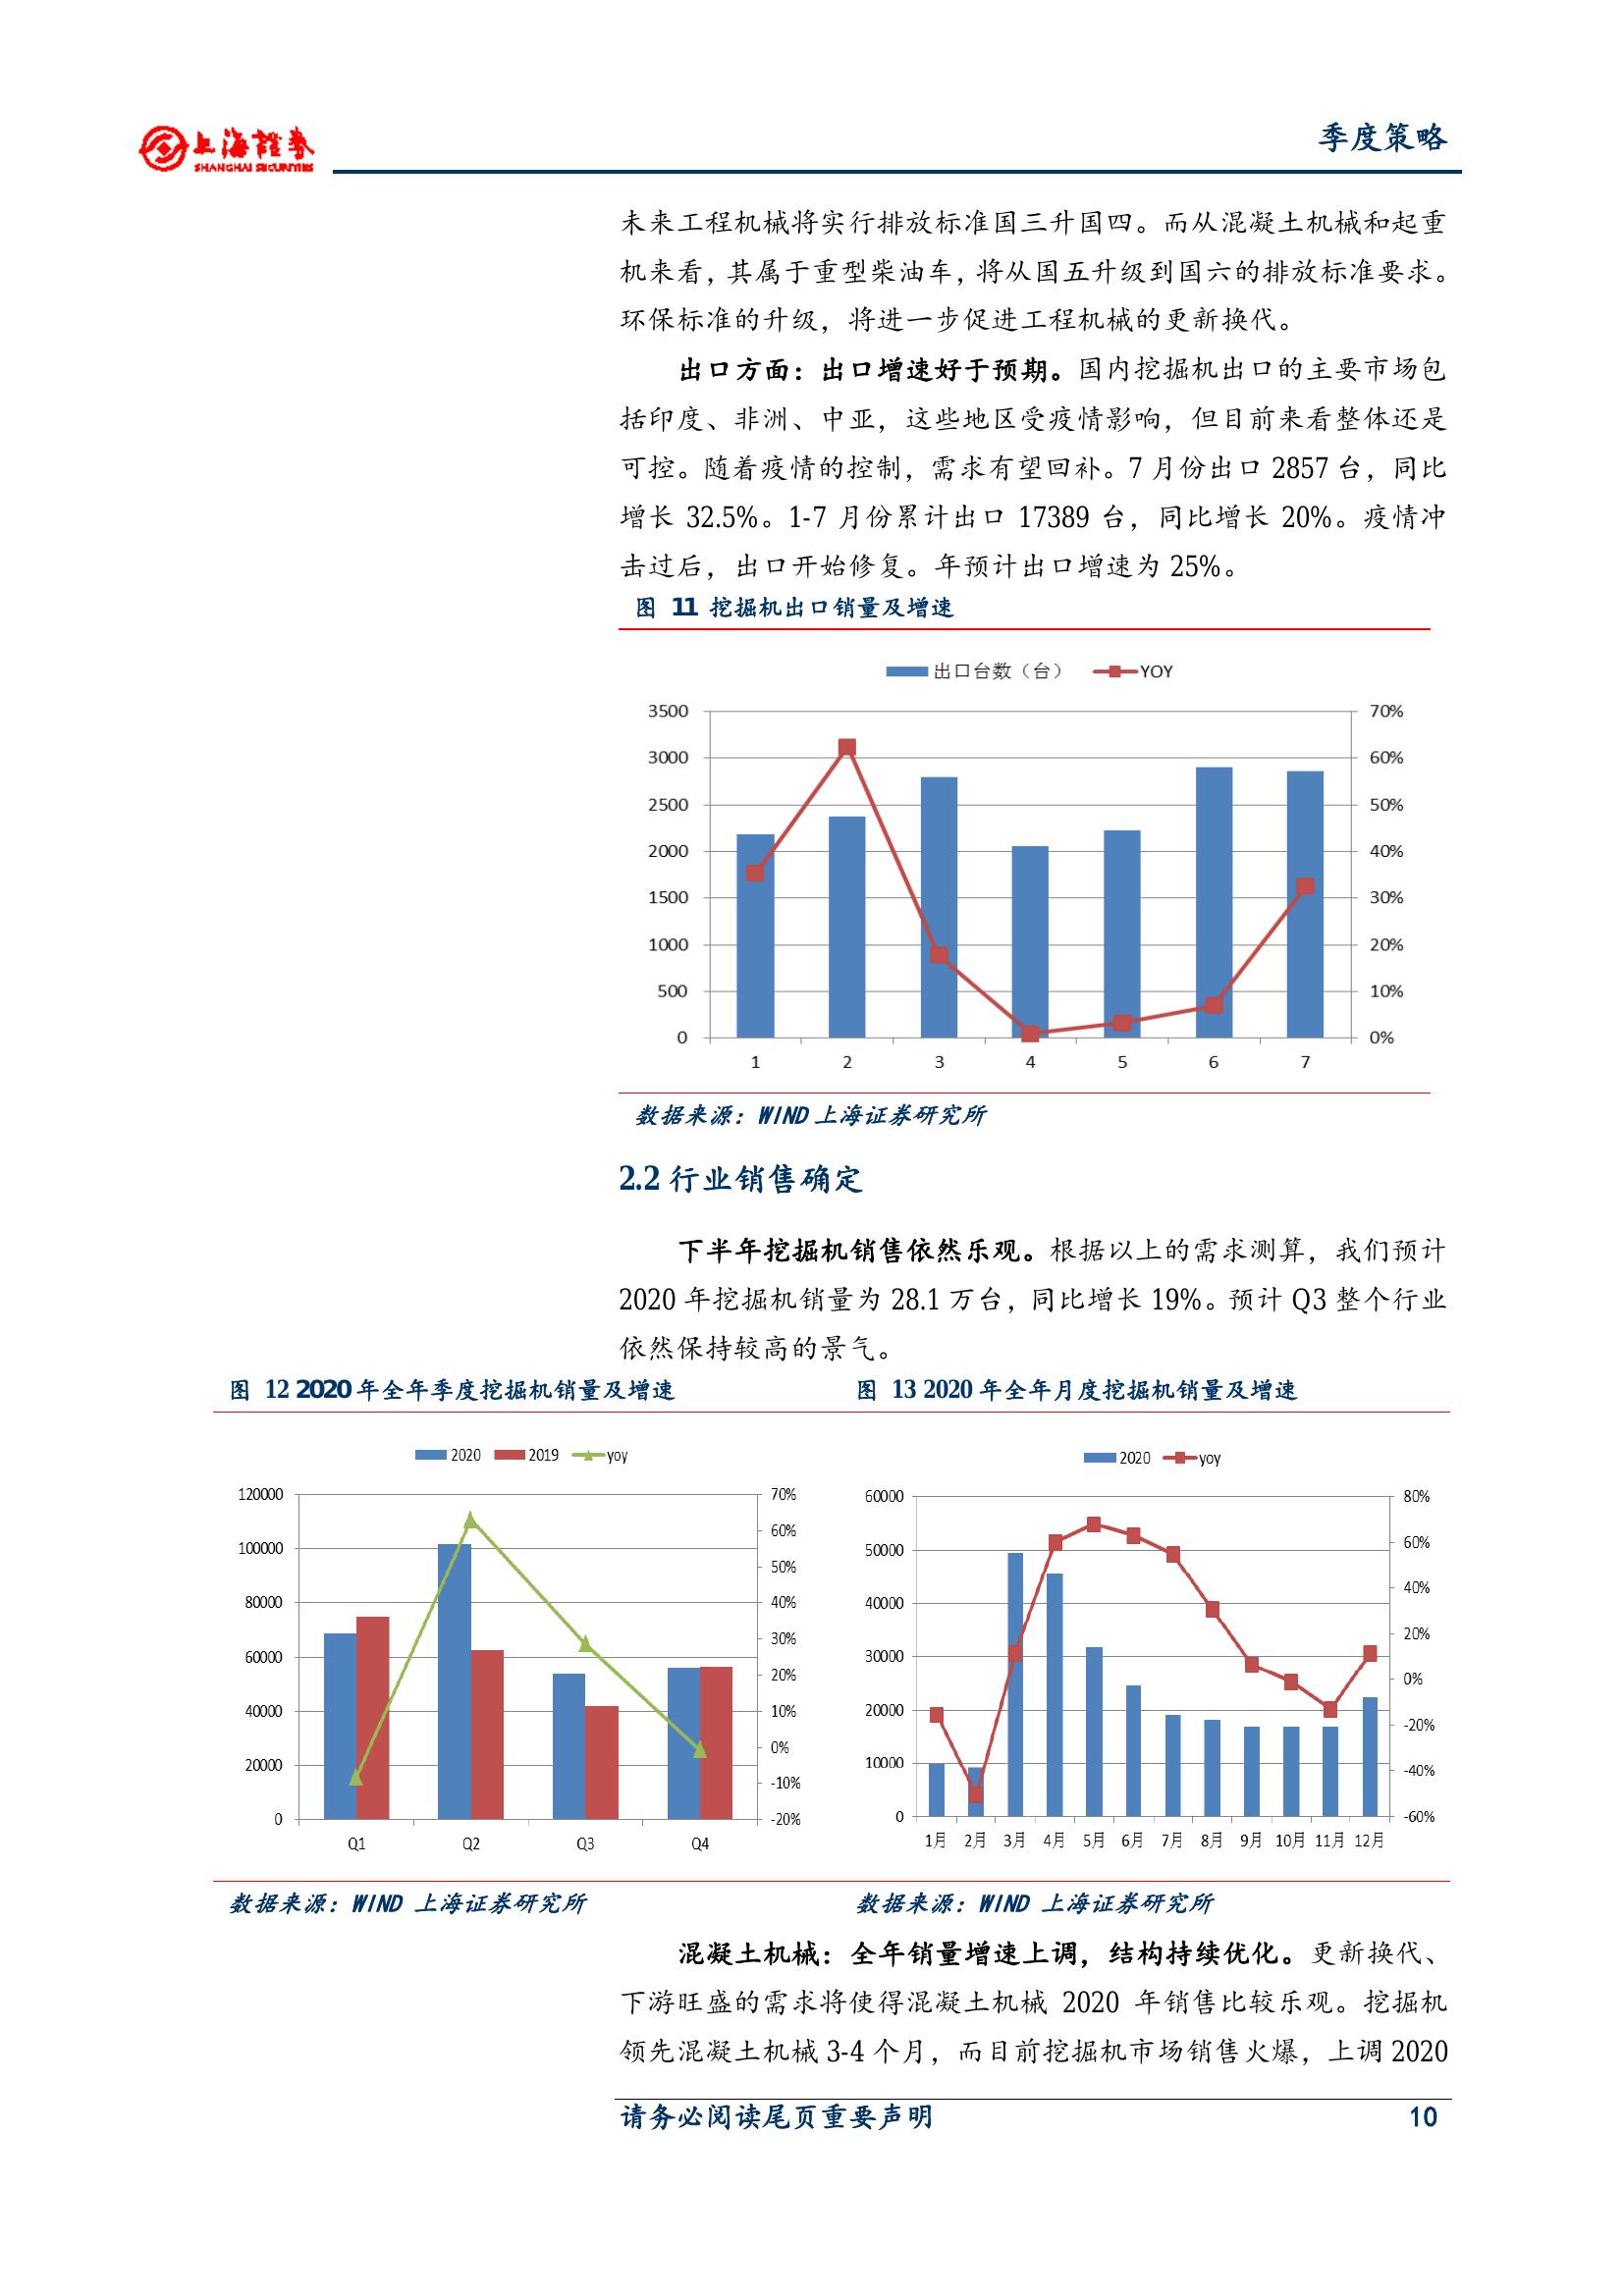 上海證券
SHANGHAI SECURITIES
季度策略
未来工程机械将实行排放标准国三升国四。而从混凝土机械和起重
机来看，其属于重型柴油车，将从国五升级到国六的排放标准要求。
环保标准的升级，将进一步促进工程机械的更新换代。
出口方面：出口增速好于预期。国内挖掘机出口的主要市场包
括印度、非洲、中亚，这些地区受疫情影响，但目前来看整体还是
可控。随着疫情的控制，需求有望回补。7 月份出口 2857 台，同比
增长 32.5%。1-7 月份累计出口 17389 台，同比增长 20%。疫情冲
击过后，出口开始修复。年预计出口增速为 25%。
图 11 挖掘机出口销量及增速
出口台数（台） YOY
3500 70%
3000 60%
2500 50%
2000 40%
1500 30%
1000 20%
500 10%
0 0%
1 2 3 4 5 6 7
数据来源：WIND 上海证券研究所
2.2 行业销售确定
下半年挖掘机销售依然乐观。根据以上的需求测算，我们预计
2020 年挖掘机销量为 28.1 万台，同比增长 19%。预计 Q3 整个行业
依然保持较高的景气。
图 12 2020 年全年季度挖掘机销量及增速
2020 2019 yoy
120000
100000
80000
60000
40000
20000
0
70%
60%
50%
40%
30%
20%
10%
0%
-10%
-20%
Q1 Q2 Q3 Q4
数据来源：WIND 上海证券研究所
图 13 2020 年全年月度挖掘机销量及增速
2020 yoy
60000
50000
40000
30000
20000
10000
0
80%
60%
40%
20%
0%
-20%
-40%
-60%
1月 2月 3月 4月 5月 6月 7月 8月 9月 10月 11月 12月
数据来源：WIND 上海证券研究所
混凝土机械：全年销量增速上调，结构持续优化。更新换代、
下游旺盛的需求将使得混凝土机械 2020 年销售比较乐观。挖掘机
领先混凝土机械 3-4 个月，而目前挖掘机市场销售火爆，上调 2020
请务必阅读尾页重要声明 10